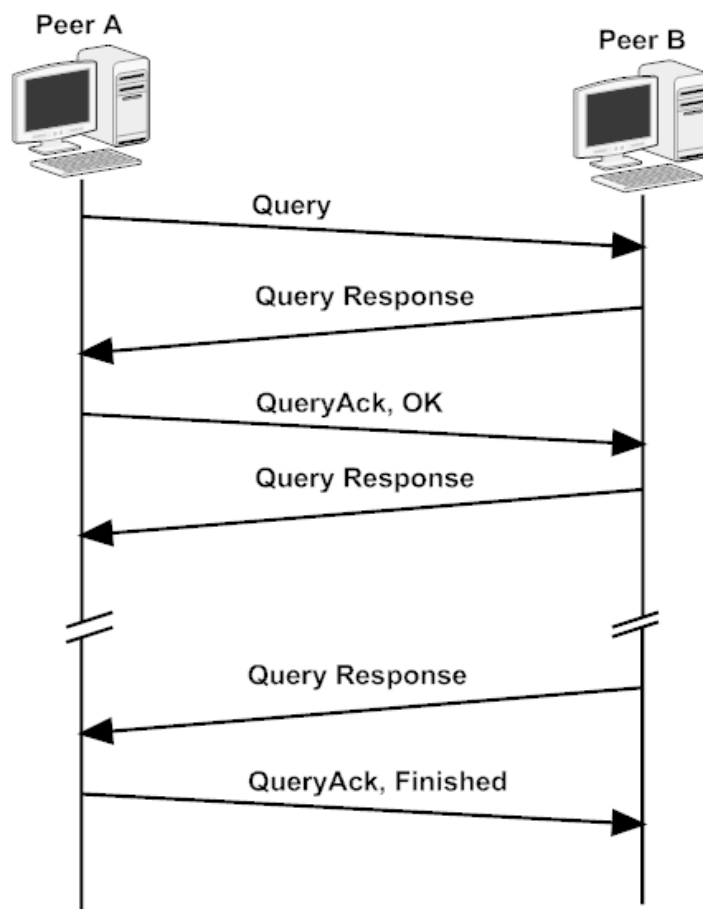 Peer A
Peer B
Query
Query Response
QueryAck, OK
Query Response
Query Response
QueryAck, Finished